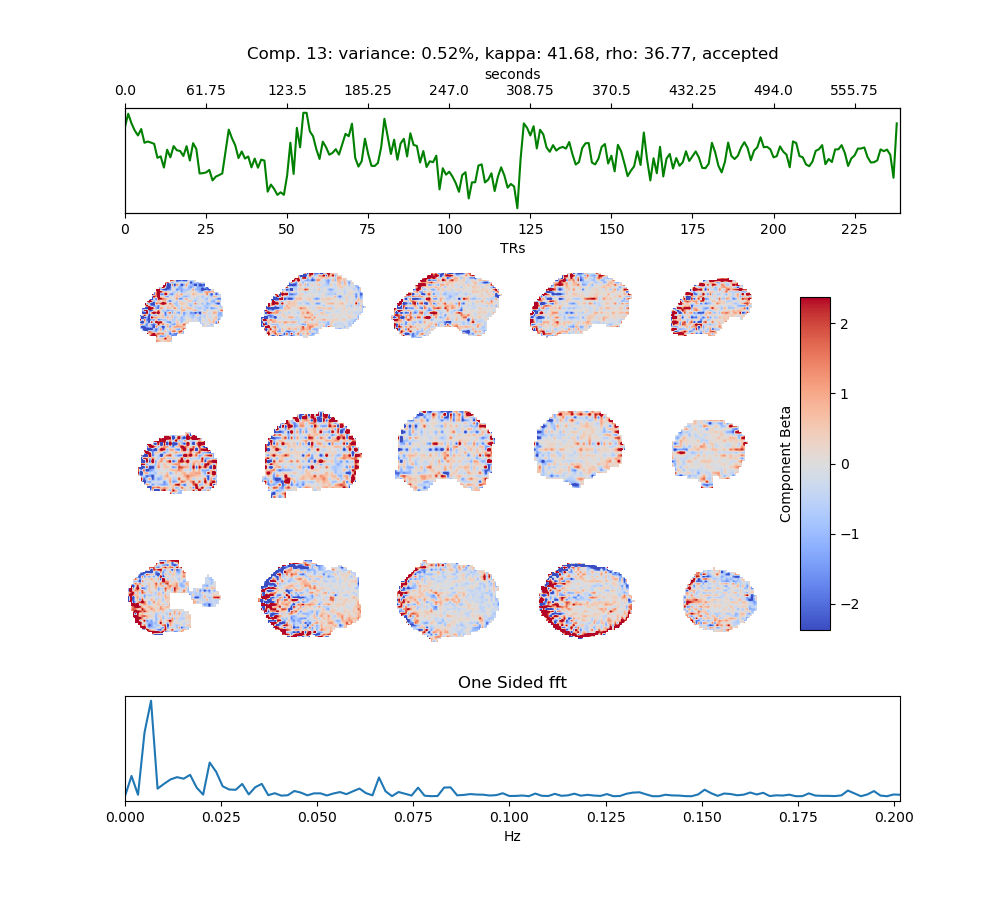 Comp. 13: variance: 0.52%, kappa: 41.68, rho: 36.77, accepted
seconds
0.0 61.75 123.5 185.25 247.0 308.75 370.5 432.25 494.0 555.75
0 25 50 75 100 125 150 175 200 225
TRs
2
1
0
−1
−2
Component Beta
One Sided fft
0.000 0.025 0.050 0.075 0.100 0.125 0.150 0.175 0.200
Hz